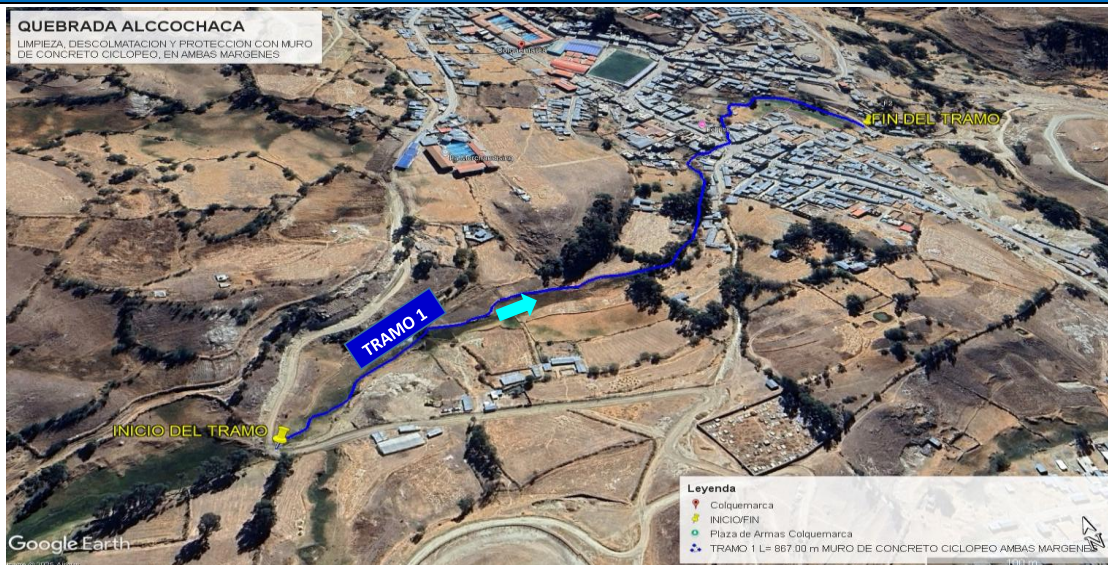 QUEBRADA ALCCOCHACA
LIMPIEZA, DESCOLMATACION Y PROTECCION CON MURO
DE CONCRETO CICLOPEO, EN AMBAS MARGENES
FIN DEL TRAMO
TRAMO 1
INICIO DEL TRAMO
Leyenda
Colquemarca
INICIO/FIN
Plaza de Armas Colquemarca
TRAMO 1 L= 867.00 m MURO DE CONCRETO CICLOPEO AMBAS MARGENES
Google Earth